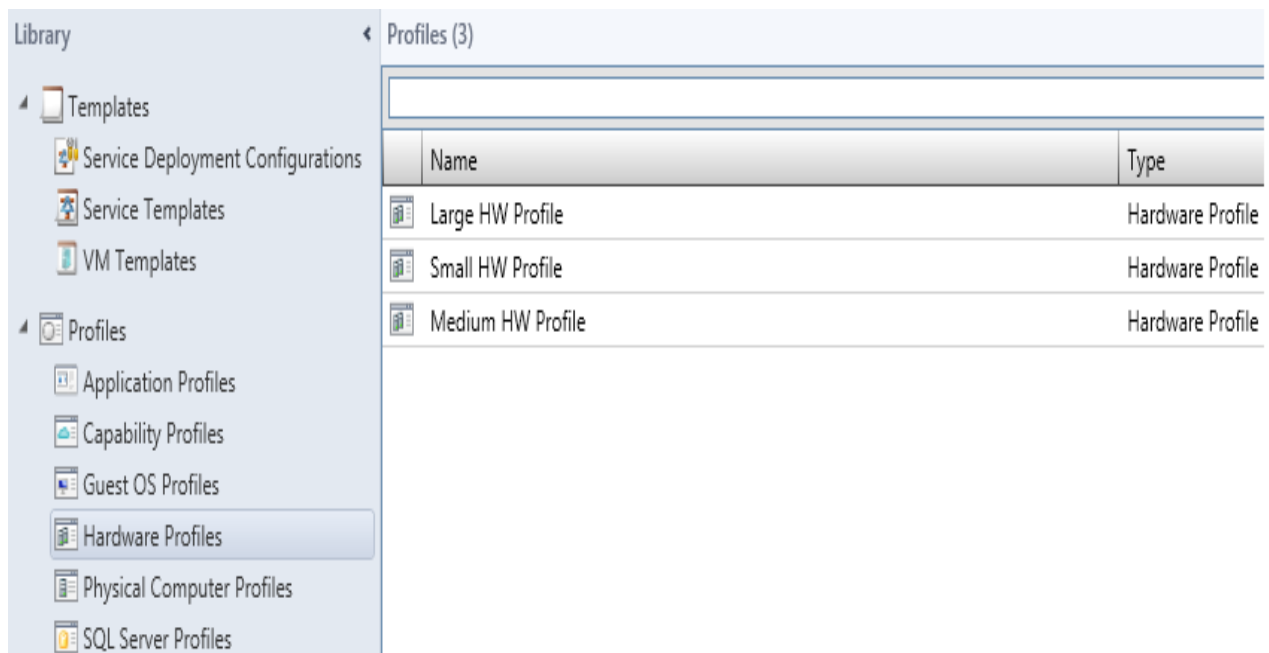 Library
Templates
Service Deployment Configurations
Service Templates
VM Templates
Profiles
Application Profiles
Capability Profiles
Guest OS Profiles
Hardware Profiles
Physical Computer Profiles
SQL Server Profiles
Profiles (3)
Name Type
Large HW Profile Hardware Profile
Small HW Profile Hardware Profile
Medium HW Profile Hardware Profile